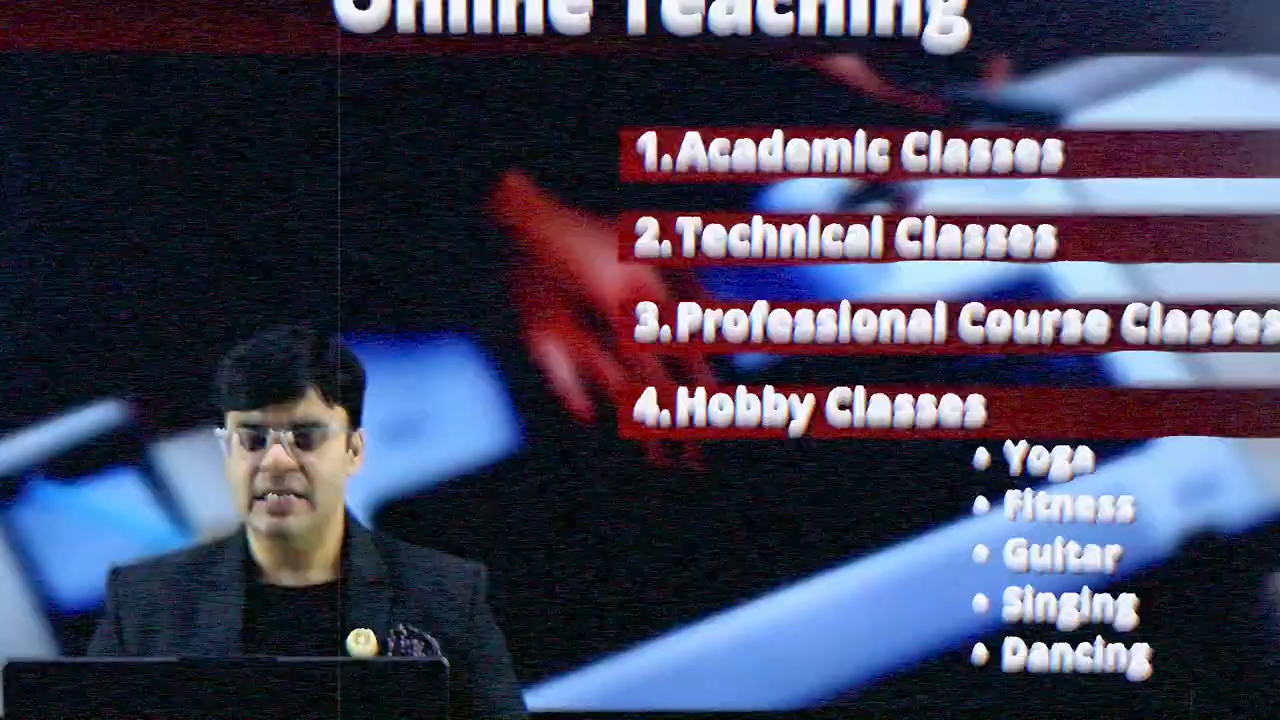 Online Teaching
1.Academic Classes
2.Technical Classes
3.Professional Course Classes
4.Hobby Classes
• Yoga
• Fitness
• Guitar
• Singing
• Dancing